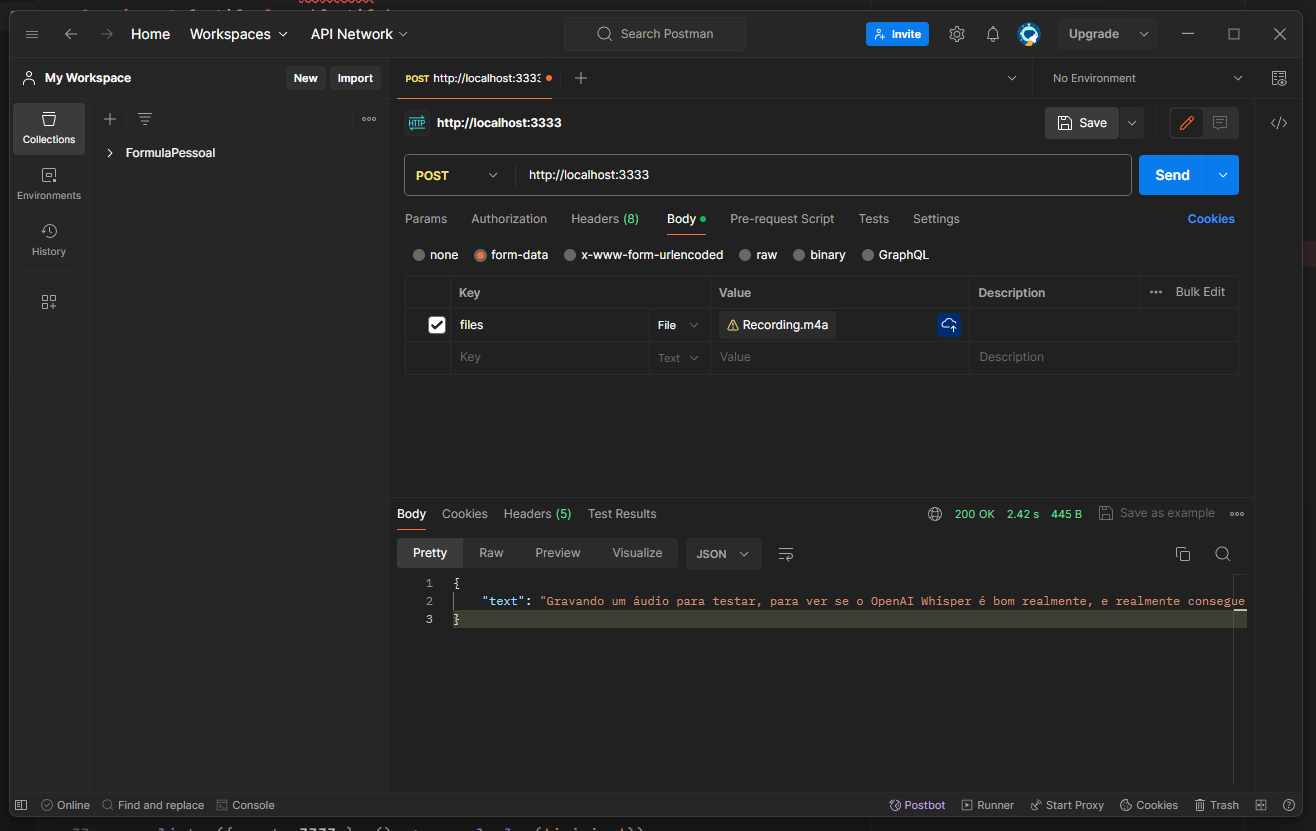 Home Workspaces API Network Search Postman Invite Upgrade
My Workspace New Import POST http://localhost:333 No Environment
Collections
HTTP http://localhost:3333 Save
FormulaPessoal
POST http://localhost:3333 Send
Environments
Params Authorization Headers (8) Body Pre-request Script Tests Settings Cookies
History
none form-data x-www-form-urlencoded raw binary GraphQL
Key Value Description Bulk Edit
files File Recording.m4a
Key Text Value Description
Body Cookies Headers (5) Test Results 200 OK 2.42 s 445 B Save as example
Pretty Raw Preview Visualize JSON
1 {
2 "text": "Gravando um áudio para testar, para ver se o OpenAI Whisper é bom realmente, e realmente consegue
3 }
Online Find and replace Console Postbot Runner Start Proxy Cookies Trash